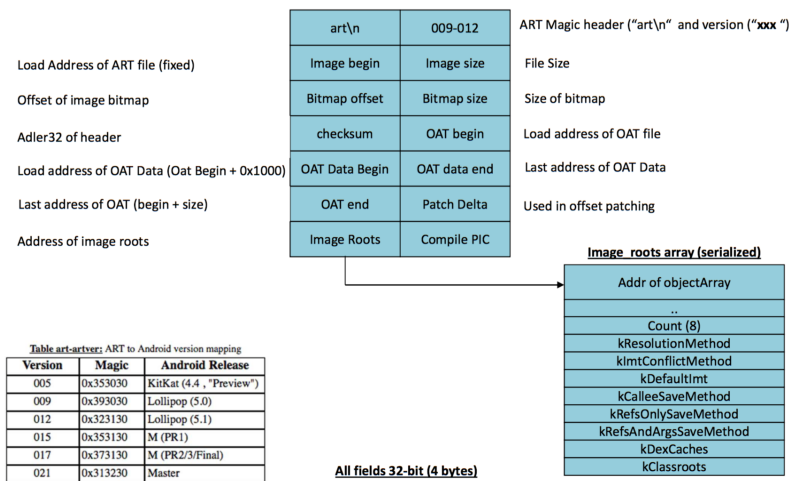 art\n 009-012 ART Magic header ("art\n" and version ("xxx ")
Load Address of ART file (fixed) Image begin Image size File Size
Offset of image bitmap Bitmap offset Bitmap size Size of bitmap
Adler32 of header checksum OAT begin Load address of OAT file
Load address of OAT Data (Oat Begin + 0x1000) OAT Data Begin OAT data end Last address of OAT Data
Last address of OAT (begin + size) OAT end Patch Delta Used in offset patching
Address of image roots Image Roots Compile PIC
Image_roots array (serialized)
Addr of objectArray
..
Count (8)
kResolutionMethod
kImtConflictMethod
kDefaultImt
kCalleeSaveMethod
kRefsOnlySaveMethod
kRefsAndArgsSaveMethod
kDexCaches
kClassroots
Table art-artver: ART to Android version mapping
Version Magic Android Release
005 0x353030 KitKat (4.4 , "Preview")
009 0x393030 Lollipop (5.0)
012 0x323130 Lollipop (5.1)
015 0x353130 M (PR1)
017 0x373130 M (PR2/3/Final)
021 0x313230 Master
All fields 32-bit (4 bytes)